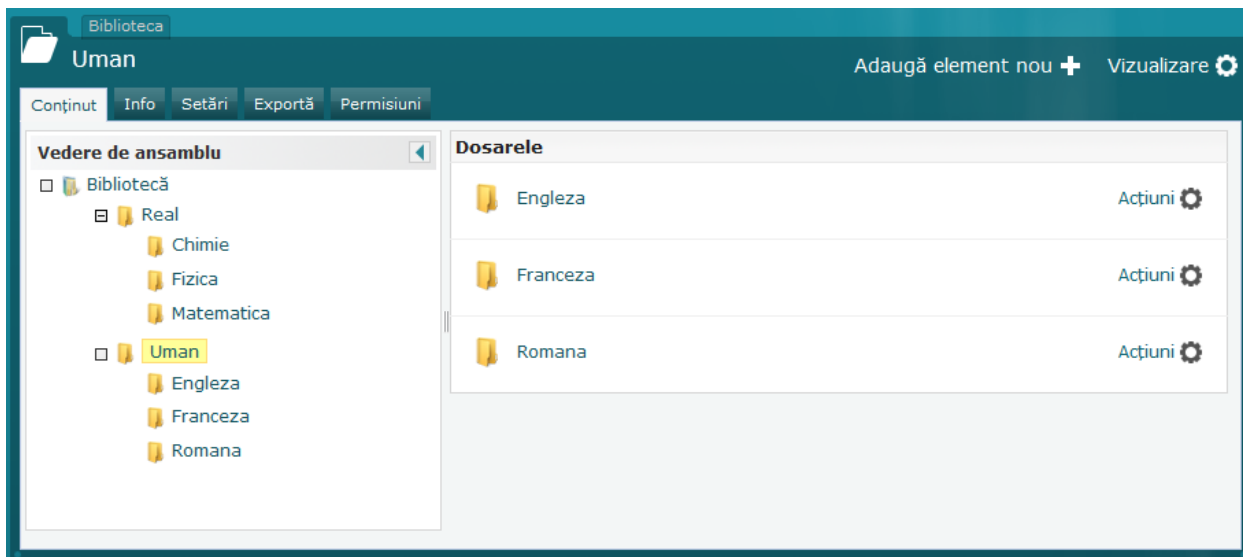 Biblioteca
Uman
Adaugă element nou
Vizualizare
Conținut Info Setări Exportă Permisiuni
Vedere de ansamblu
Bibliotecă
Real
Chimie
Fizica
Matematica
Uman
Engleza
Franceza
Romana
Dosarele
Engleza Acțiuni
Franceza Acțiuni
Romana Acțiuni